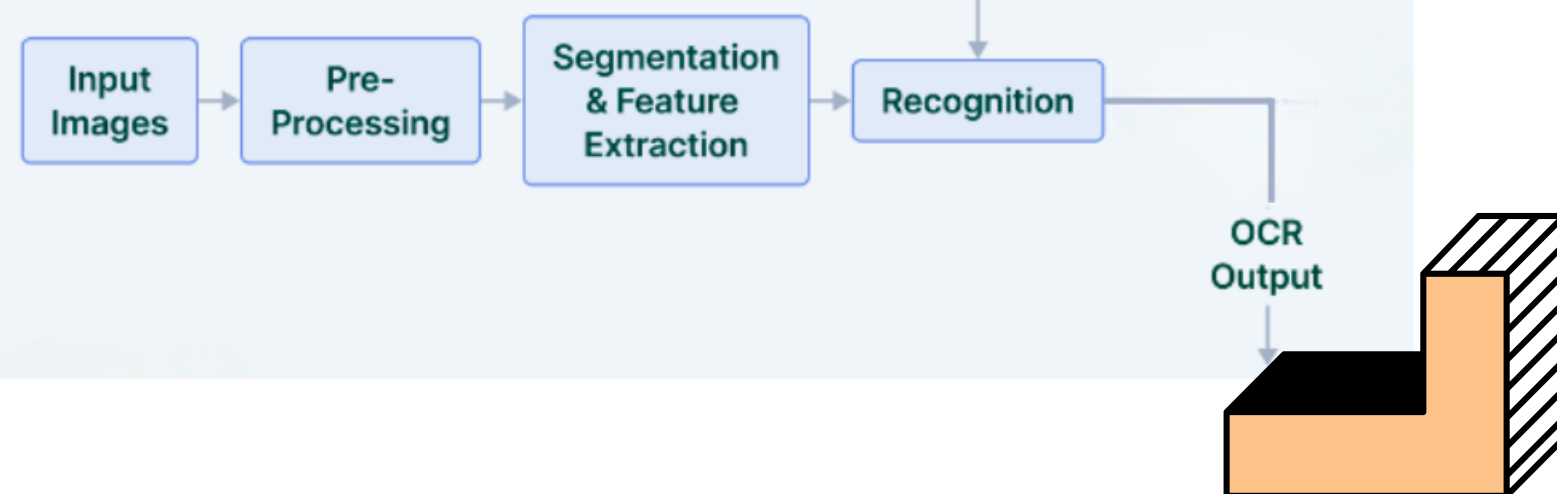 Input
Images
Pre-
Processing
Segmentation
& Feature
Extraction
Recognition
OCR
Output